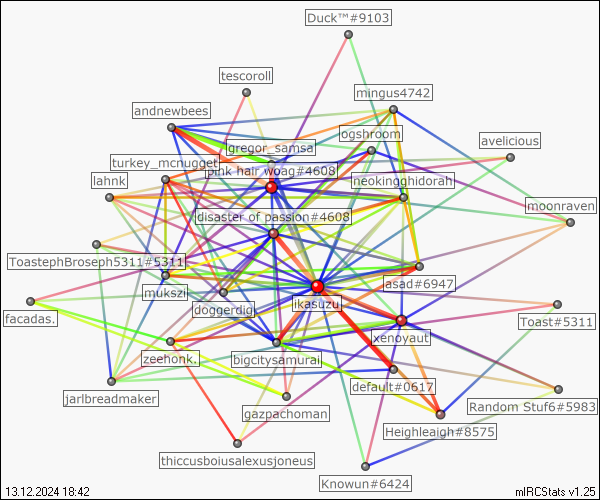 Duck™#9103
tescoroll
mingus4742
andnewbees
ogshroom
gregor_samsa
avelicious
turkey_mcnugget
pink hair woag#4608
lahnk
neokingghidorah
moonraven
disaster of passion#4608
ToastephBroseph5311#5311
mukszi
doggerdig
asad#6947
ikasuzu
facadas.
Toast#5311
xenoyaut
zeehonk.
bigcitysamurai
default#0617
jarlbreadmaker
gazpachoman
Random Stuf6#5983
Heighleaigh#8575
thiccusboiusalexusjoneus
Knowun#6424
13.12.2024 18:42
mIRCStats v1.25